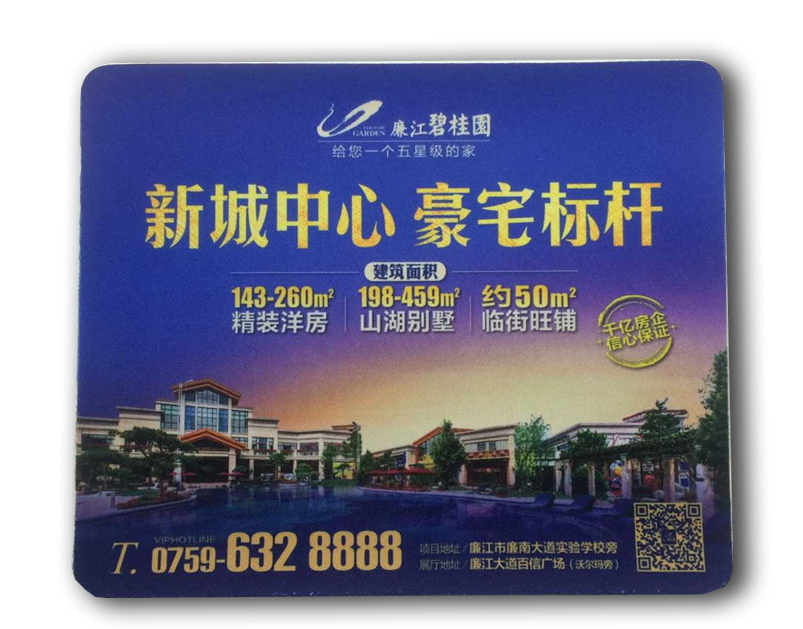 COUNTRY GARDEN 廉江碧桂園
给您一个五星级的家
新城中心 豪宅标杆
建筑面积
143-260m² 198-459m² 约50m²
精装洋房 山湖别墅 临街旺铺
千亿房企
信心保证
VIPHOTLINE
T. 0759-632 8888
项目地址 / 廉江市廉南大道实验学校旁
展厅地址 / 廉江大道百信广场（沃尔玛旁）